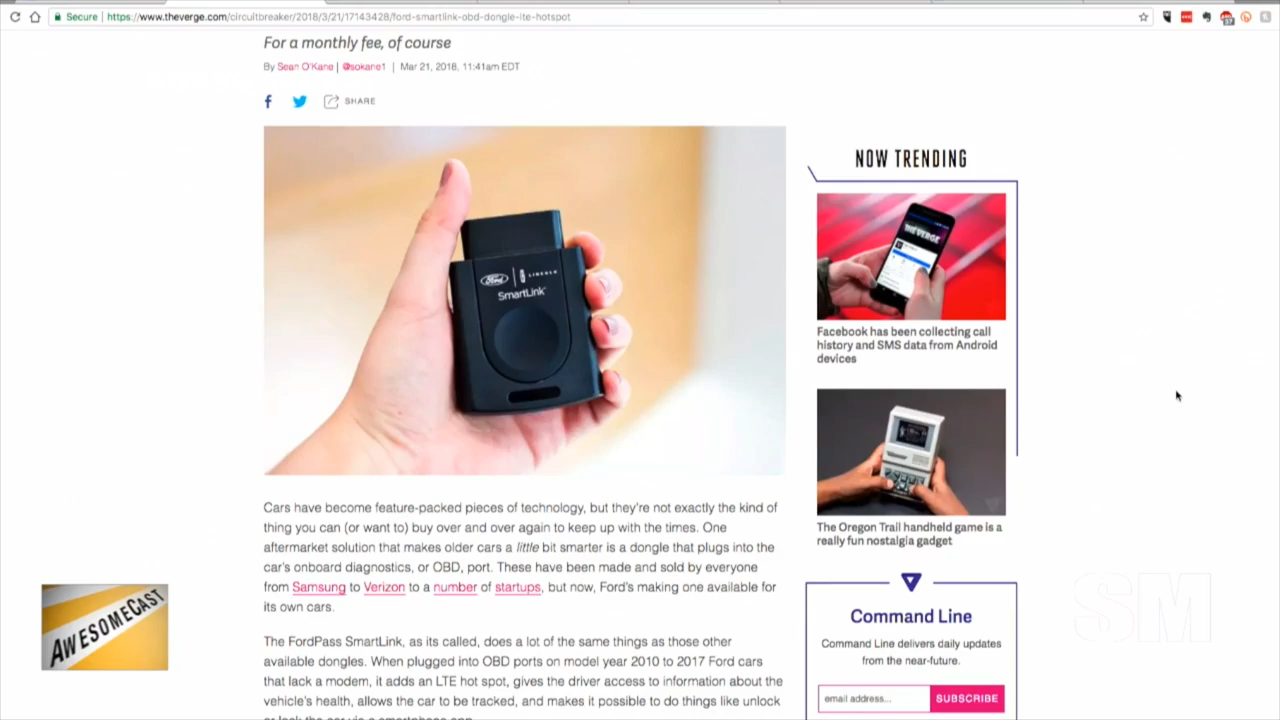 Secure | https://www.theverge.com/circuitbreaker/2018/3/21/17143428/ford-smartlink-obd-dongle-lte-hotspot
For a monthly fee, of course
By Sean O'Kane | @sokane1 | Mar 21, 2018, 11:41am EDT
SHARE
Ford | LINCOLN
SmartLink
Cars have become feature-packed pieces of technology, but they're not exactly the kind of
thing you can (or want to) buy over and over again to keep up with the times. One
aftermarket solution that makes older cars a little bit smarter is a dongle that plugs into the
car's onboard diagnostics, or OBD, port. These have been made and sold by everyone
from Samsung to Verizon to a number of startups, but now, Ford's making one available for
its own cars.
The FordPass SmartLink, as its called, does a lot of the same things as those other
available dongles. When plugged into OBD ports on model year 2010 to 2017 Ford cars
that lack a modem, it adds an LTE hot spot, gives the driver access to information about the
vehicle's health, allows the car to be tracked, and makes it possible to do things like unlock
or lock the car via a smartphone app.
NOW TRENDING
THE VERGE
Facebook has been collecting call
history and SMS data from Android
devices
The Oregon Trail handheld game is a
really fun nostalgia gadget
Command Line
Command Line delivers daily updates
from the near-future.
email address...
SUBSCRIBE
AWESOMECAST
SM